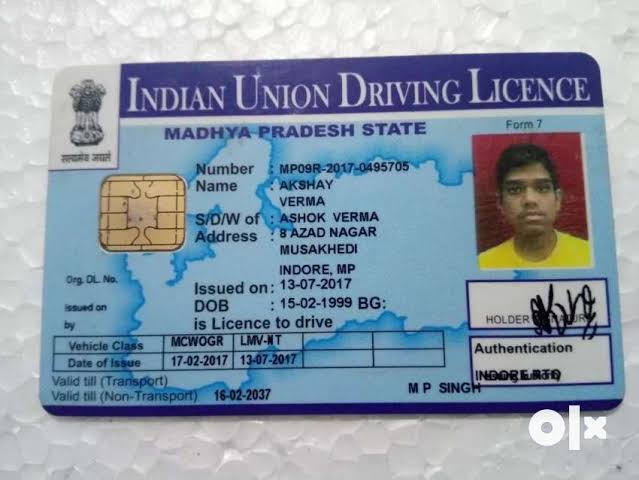 INDIAN UNION DRIVING LICENCE
MADHYA PRADESH STATE
Form 7
सत्यमेव जयते
Number : MP09R-2017-0495705
Name : AKSHAY
VERMA
S/D/W of : ASHOK VERMA
Address : 8 AZAD NAGAR
MUSAKHEDI
INDORE, MP
Org. DL. No.
Issued on : 13-07-2017
DOB : 15-02-1999 BG:
Issued on
by
is Licence to drive
HOLDER
Vehicle Class MCWOGR LMV-NT
Date of Issue 17-02-2017 13-07-2017
Authentication
INDORE RTO
Valid till (Transport)
Valid till (Non-Transport) 16-02-2037
M P SINGH
olx